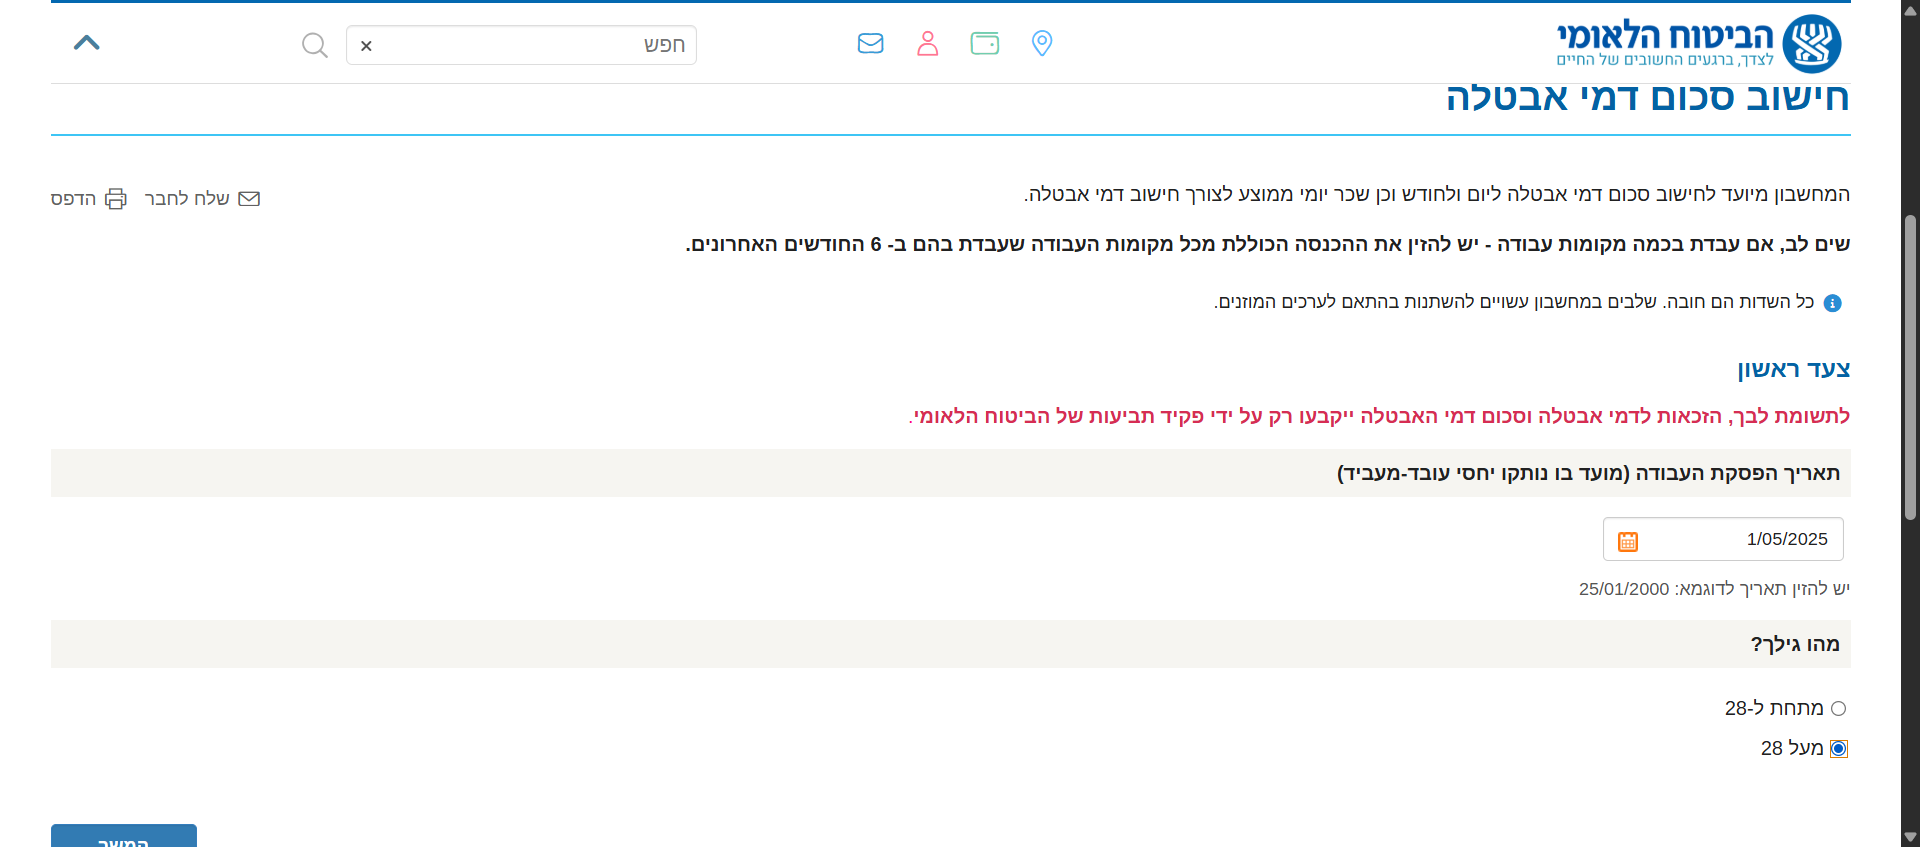 הביטוח הלאומי
לצדך, ברגעים החשובים של החיים
חפש
חישוב סכום דמי אבטלה
המחשבון מיועד לחישוב סכום דמי אבטלה ליום ולחודש וכן שכר יומי ממוצע לצורך חישוב דמי אבטלה.
שלח לחבר
הדפס
שים לב, אם עבדת בכמה מקומות עבודה - יש להזין את ההכנסה הכוללת מכל מקומות העבודה שעבדת בהם ב- 6 החודשים האחרונים.
כל השדות הם חובה. שלבים במחשבון עשויים להשתנות בהתאם לערכים המוזנים.
צעד ראשון
לתשומת לבך, הזכאות לדמי אבטלה וסכום דמי האבטלה ייקבעו רק על ידי פקיד תביעות של הביטוח הלאומי.
תאריך הפסקת העבודה (מועד בו נותקו יחסי עובד-מעביד)
1/05/2025
יש להזין תאריך לדוגמא: 25/01/2000
מהו גילך?
מתחת ל-28
מעל 28
המשך